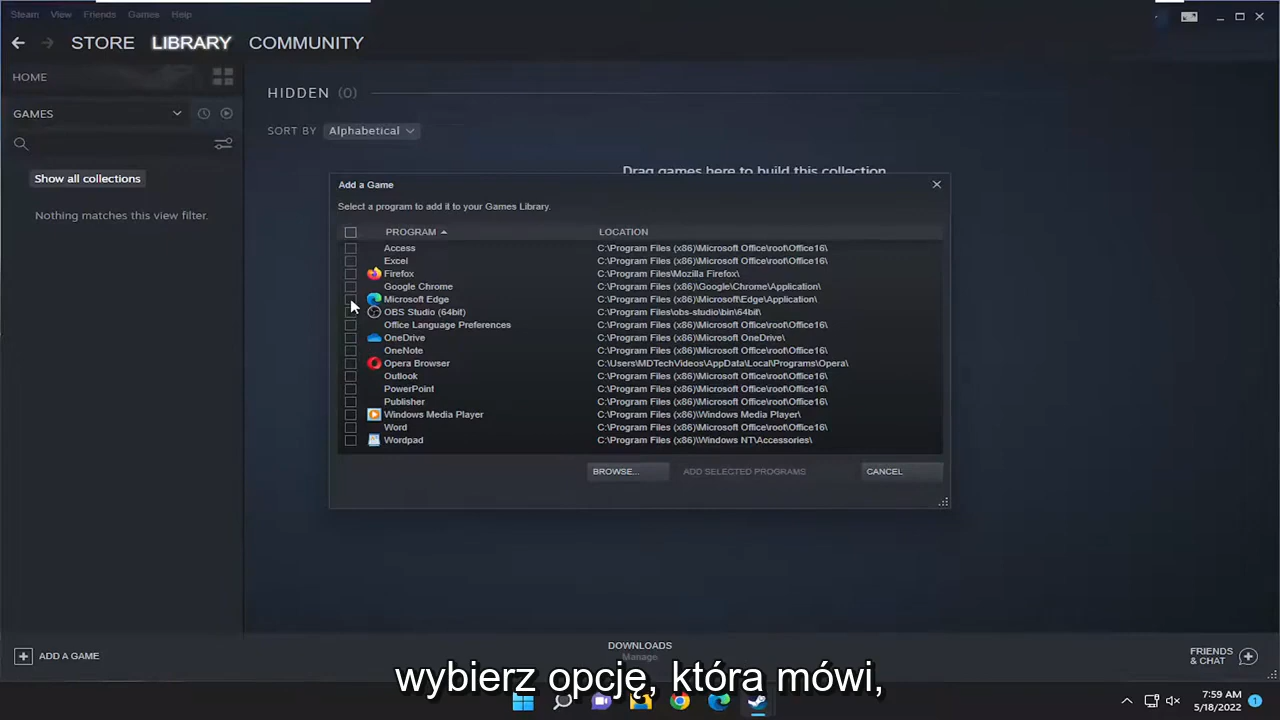 Steam View Friends Games Help
STORE LIBRARY COMMUNITY
HOME
GAMES
Show all collections
Nothing matches this view filter.
HIDDEN (0)
SORT BY Alphabetical
Drag games here to build this collection
Add a Game
Select a program to add it to your Games Library.
PROGRAM LOCATION
Access C:\Program Files (x86)\Microsoft Office\root\Office16\
Excel C:\Program Files (x86)\Microsoft Office\root\Office16\
Firefox C:\Program Files\Mozilla Firefox\
Google Chrome C:\Program Files (x86)\Google\Chrome\Application\
Microsoft Edge C:\Program Files (x86)\Microsoft\Edge\Application\
OBS Studio (64bit) C:\Program Files\obs-studio\bin\64bit\
Office Language Preferences C:\Program Files (x86)\Microsoft Office\root\Office16\
OneDrive C:\Program Files\Microsoft OneDrive\
OneNote C:\Program Files (x86)\Microsoft Office\root\Office16\
Opera Browser C:\Users\MDTechVideos\AppData\Local\Programs\Opera\
Outlook C:\Program Files (x86)\Microsoft Office\root\Office16\
PowerPoint C:\Program Files (x86)\Microsoft Office\root\Office16\
Publisher C:\Program Files (x86)\Microsoft Office\root\Office16\
Windows Media Player C:\Program Files (x86)\Windows Media Player\
Word C:\Program Files (x86)\Microsoft Office\root\Office16\
Wordpad C:\Program Files (x86)\Windows NT\Accessories\
BROWSE... ADD SELECTED PROGRAMS CANCEL
ADD A GAME
DOWNLOADS
Manage
FRIENDS
& CHAT
wybierz opcję, która mówi,
7:59 AM
5/18/2022
1